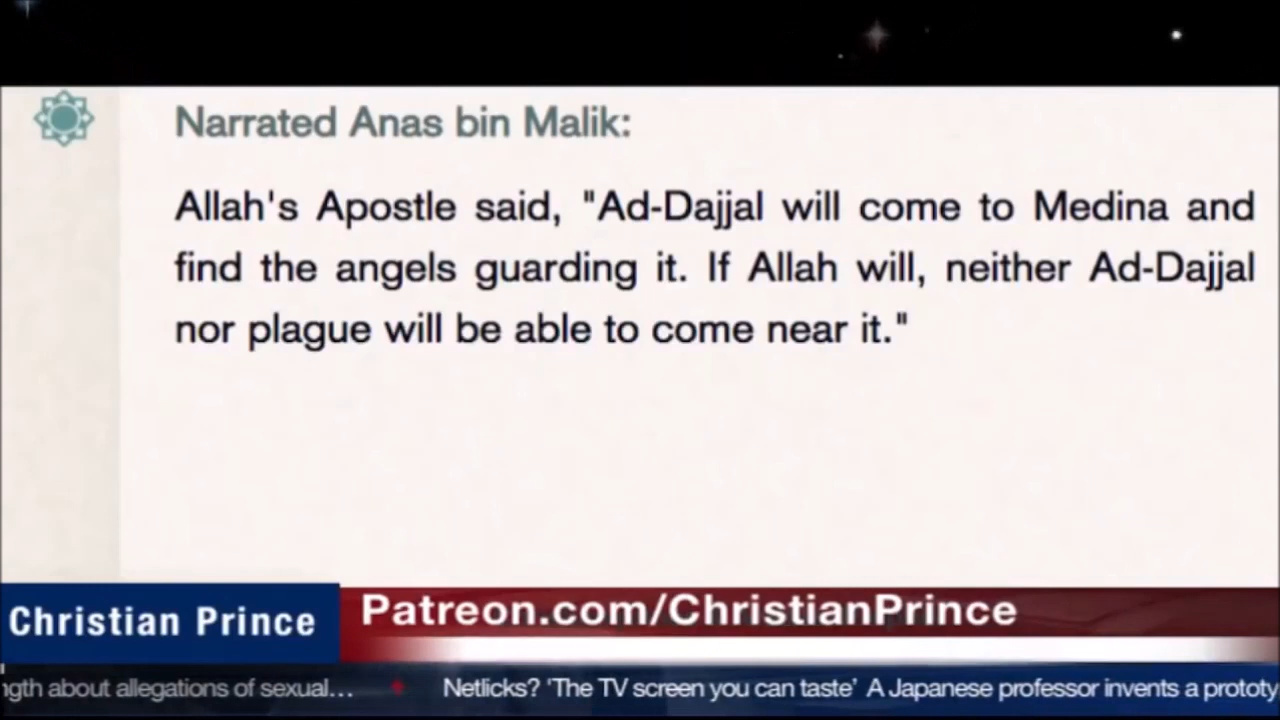 Narrated Anas bin Malik:
Allah's Apostle said, "Ad-Dajjal will come to Medina and
find the angels guarding it. If Allah will, neither Ad-Dajjal
nor plague will be able to come near it."
Christian Prince
Patreon.com/ChristianPrince
ngth about allegations of sexual... Netlicks? 'The TV screen you can taste' A Japanese professor invents a prototy